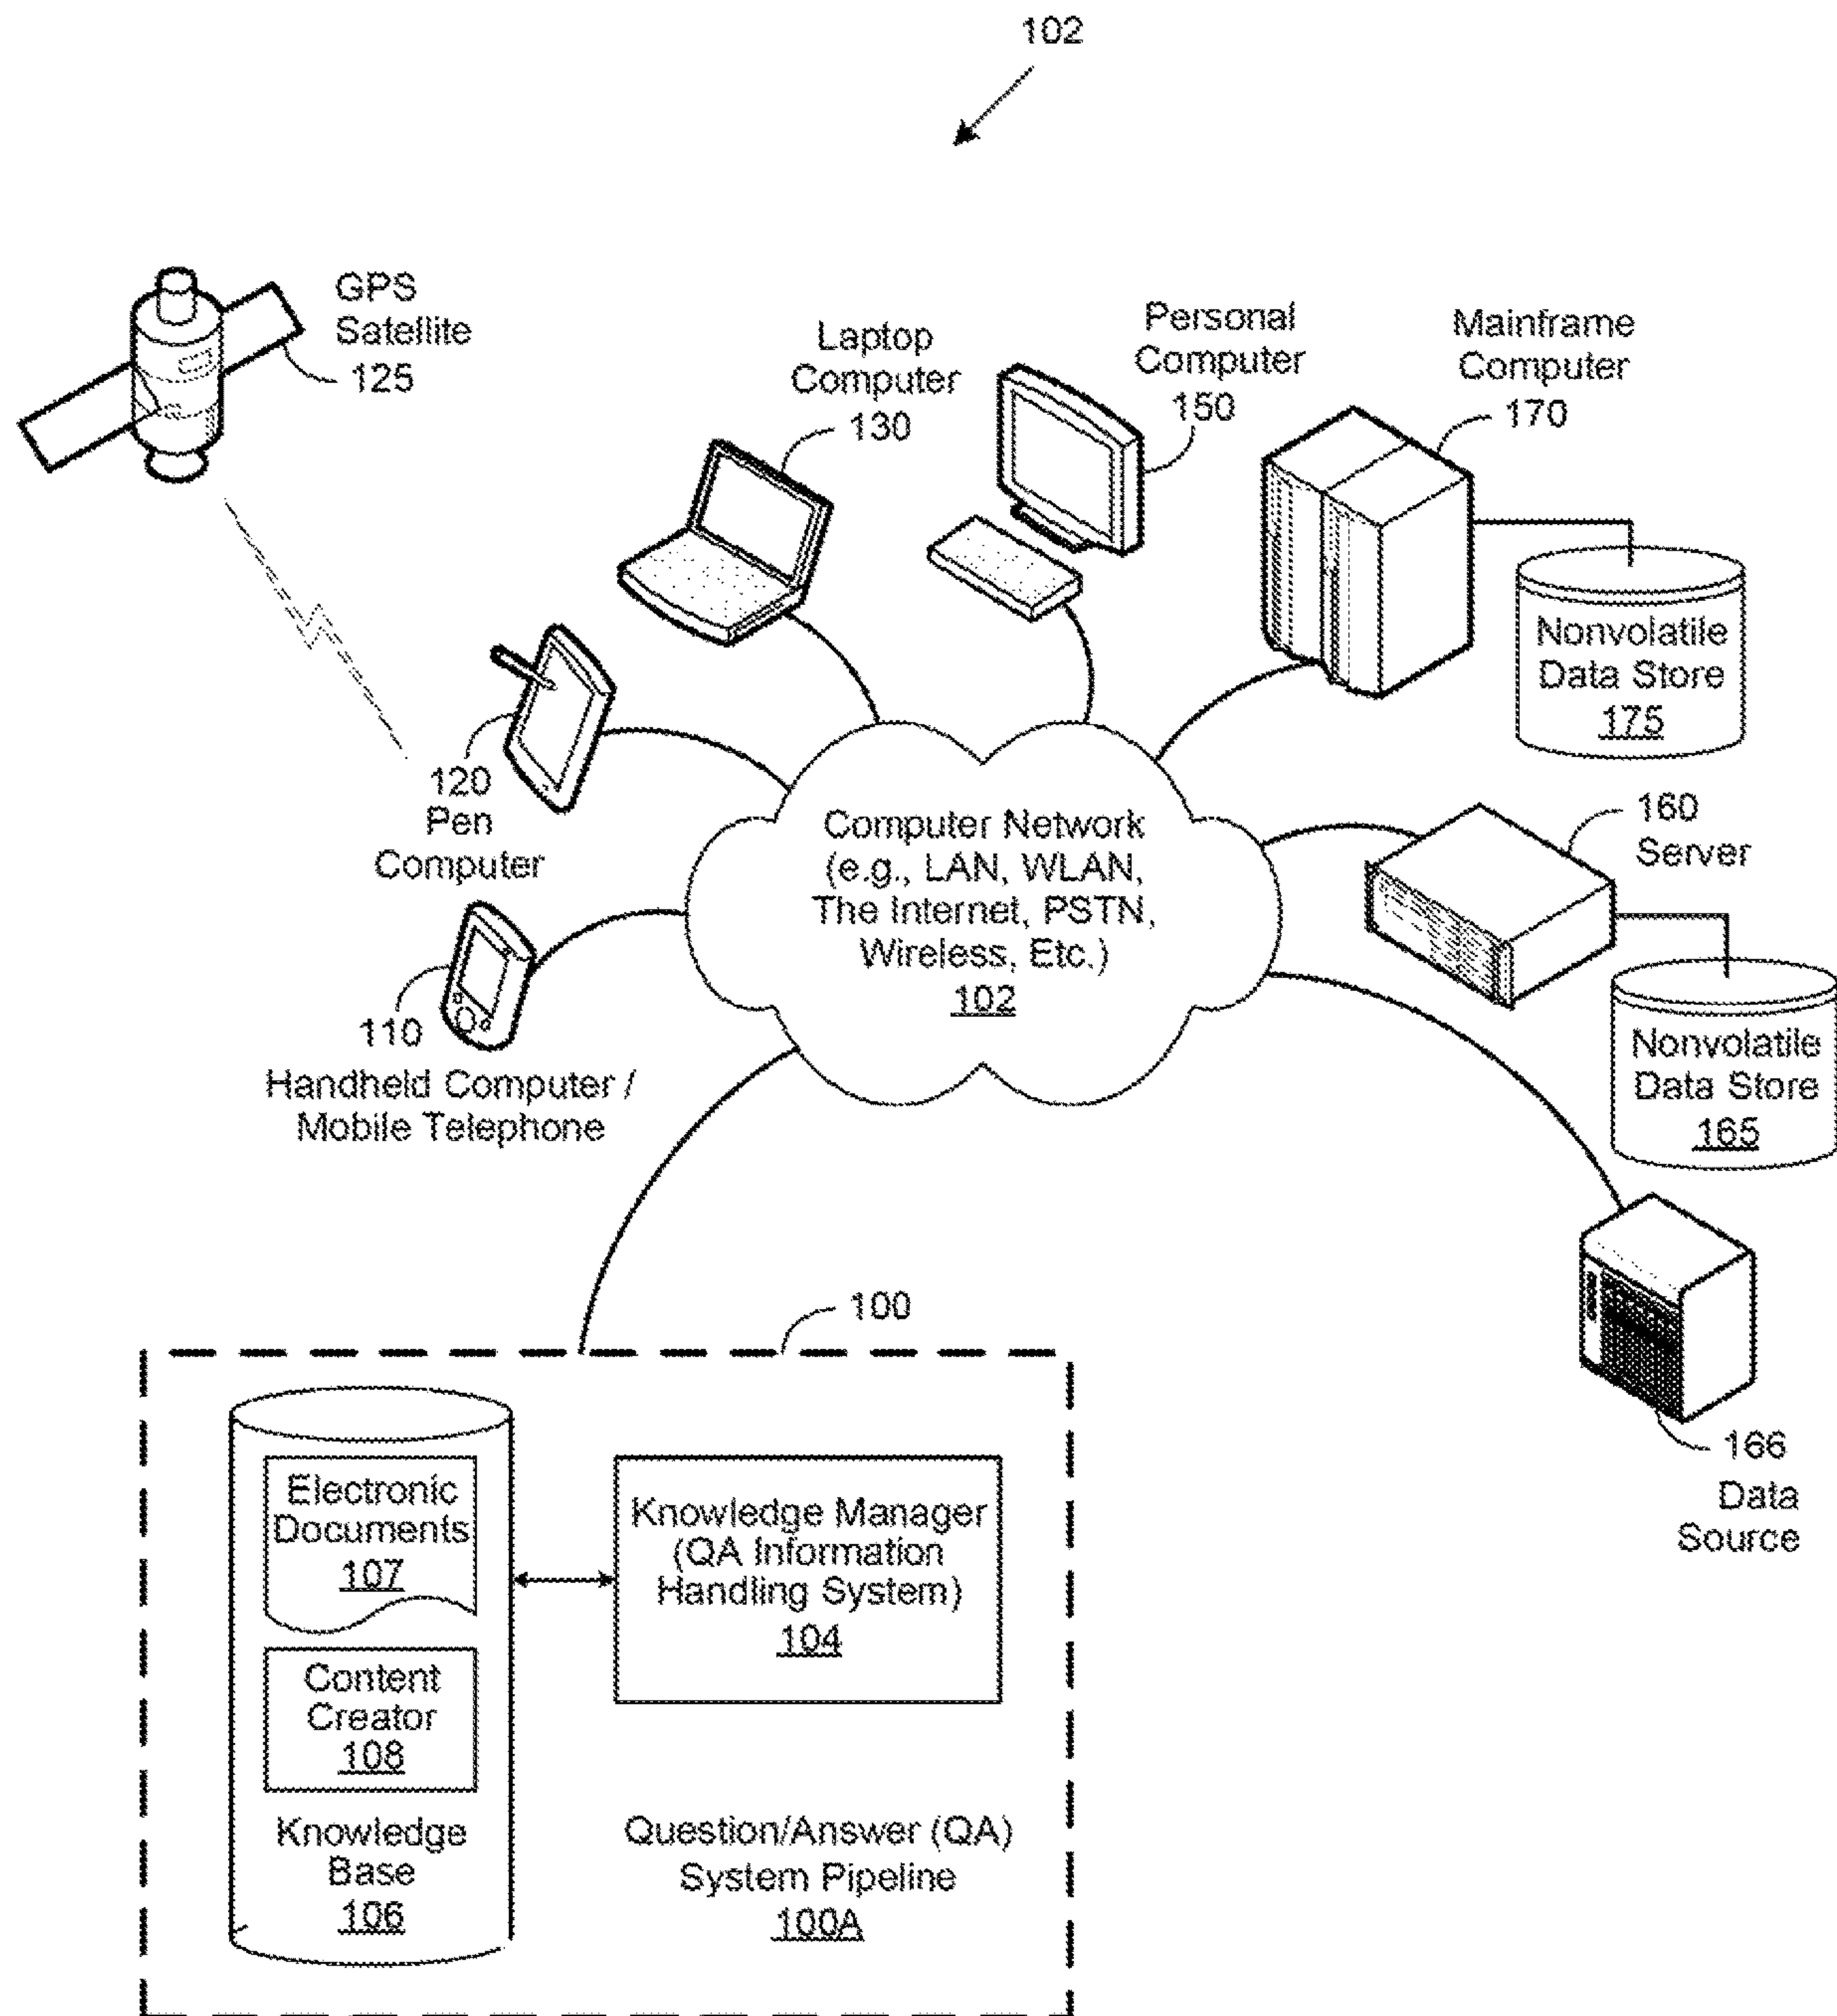 102
GPS
Satellite
125
Laptop
Computer
130
Personal
Computer
150
Mainframe
Computer
170
Nonvolatile
Data Store
175
120
Pen
Computer
Computer Network
(e.g., LAN, WLAN,
The Internet, PSTN,
Wireless, Etc.)
102
160
Server
110
Handheld Computer /
Mobile Telephone
Nonvolatile
Data Store
165
166
Data
Source
100
Electronic
Documents
107
Content
Creator
108
Knowledge
Base
106
Knowledge Manager
(QA Information
Handling System)
104
Question/Answer (QA)
System Pipeline
100A